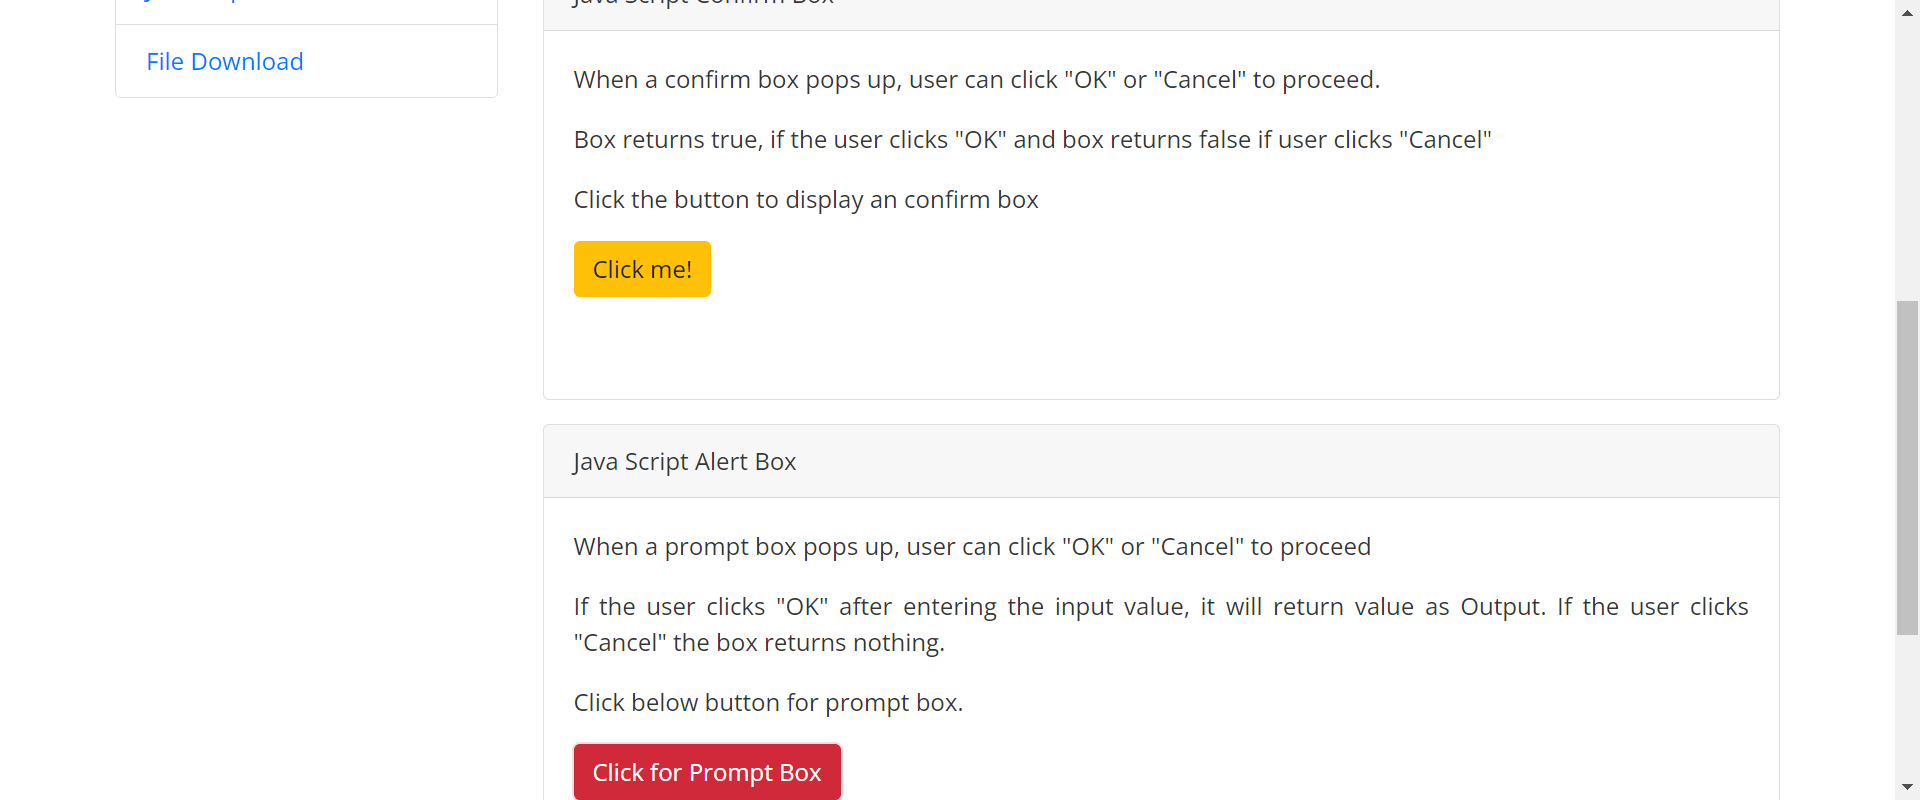 File Download
Java Script Confirm Box
When a confirm box pops up, user can click "OK" or "Cancel" to proceed.
Box returns true, if the user clicks "OK" and box returns false if user clicks "Cancel"
Click the button to display an confirm box
Click me!
Java Script Alert Box
When a prompt box pops up, user can click "OK" or "Cancel" to proceed
If the user clicks "OK" after entering the input value, it will return value as Output. If the user clicks
"Cancel" the box returns nothing.
Click below button for prompt box.
Click for Prompt Box